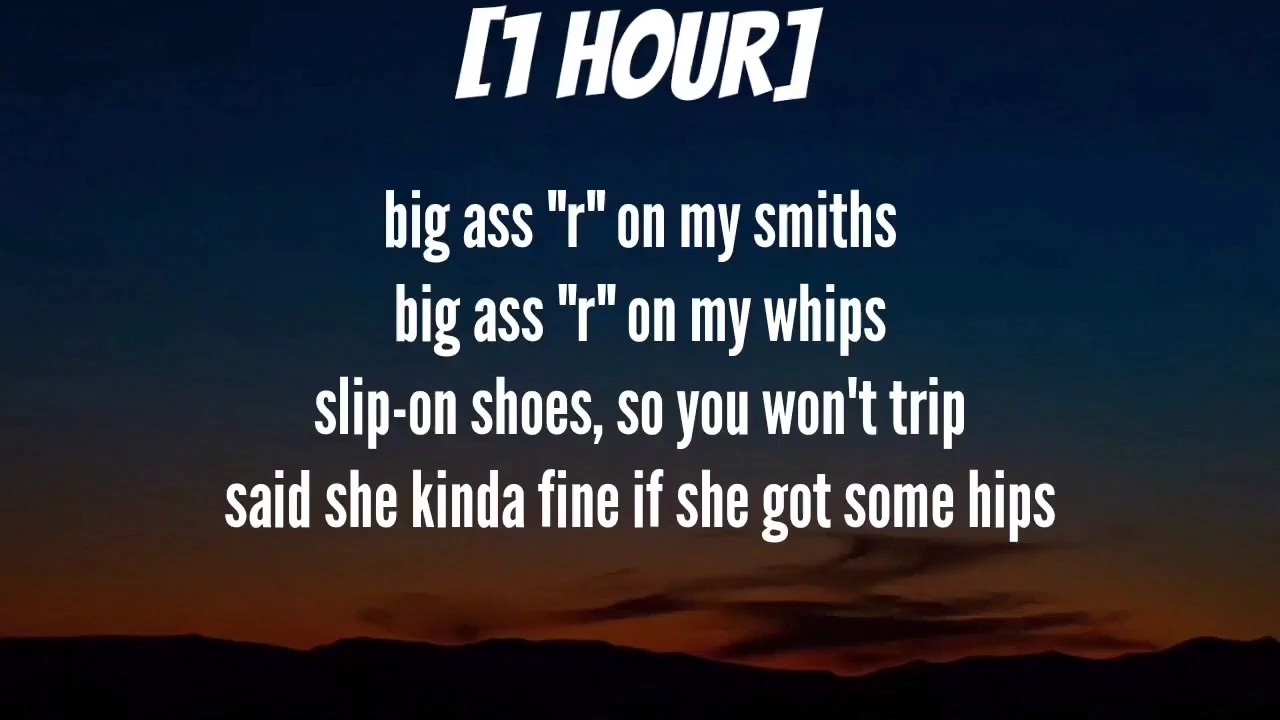 [1 HOUR]
big ass "r" on my smiths
big ass "r" on my whips
slip-on shoes, so you won't trip
said she kinda fine if she got some hips